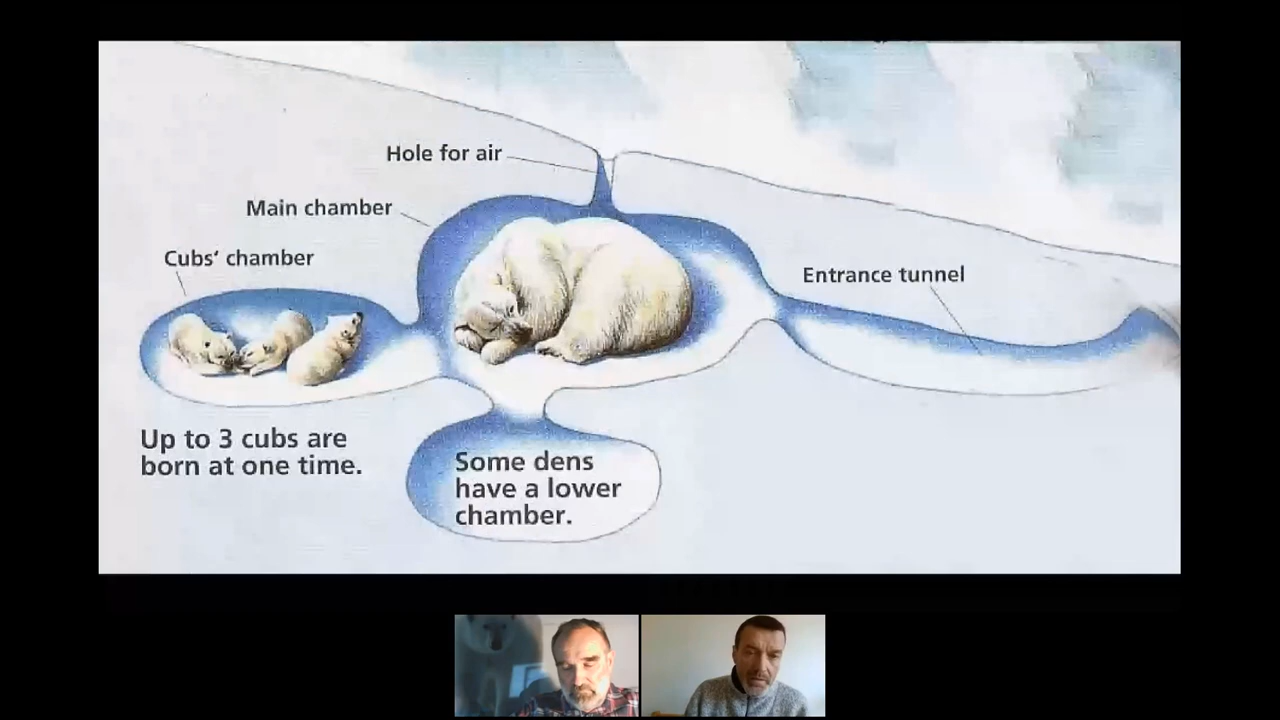 Hole for air
Main chamber
Cubs' chamber
Entrance tunnel
Up to 3 cubs are
born at one time.
Some dens
have a lower
chamber.